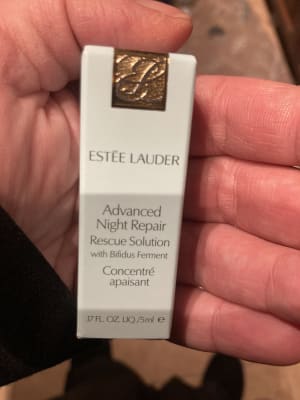 ESTĒE LAUDER
Advanced
Night Repair
Rescue Solution
with Bifidus Ferment
Concentré
apaisant
.17 FL. OZ. LIQ./5ml ℮